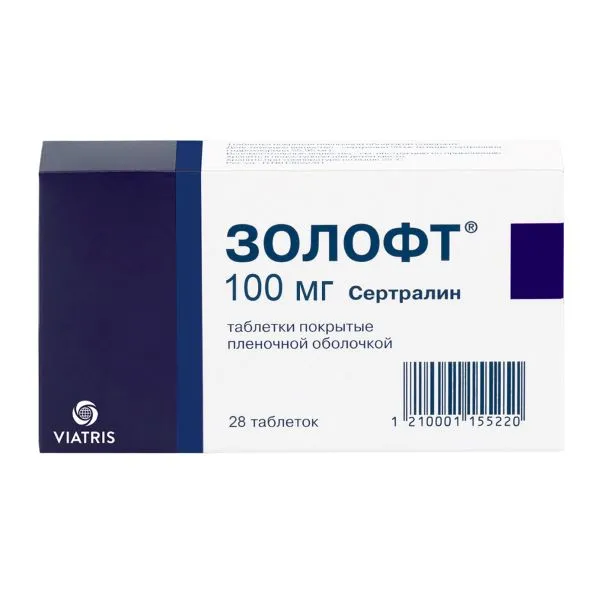 ЗОЛОФТ®
100 мг Сертралин
таблетки покрытые
пленочной оболочкой
28 таблеток
1 210001 155220
VIATRIS